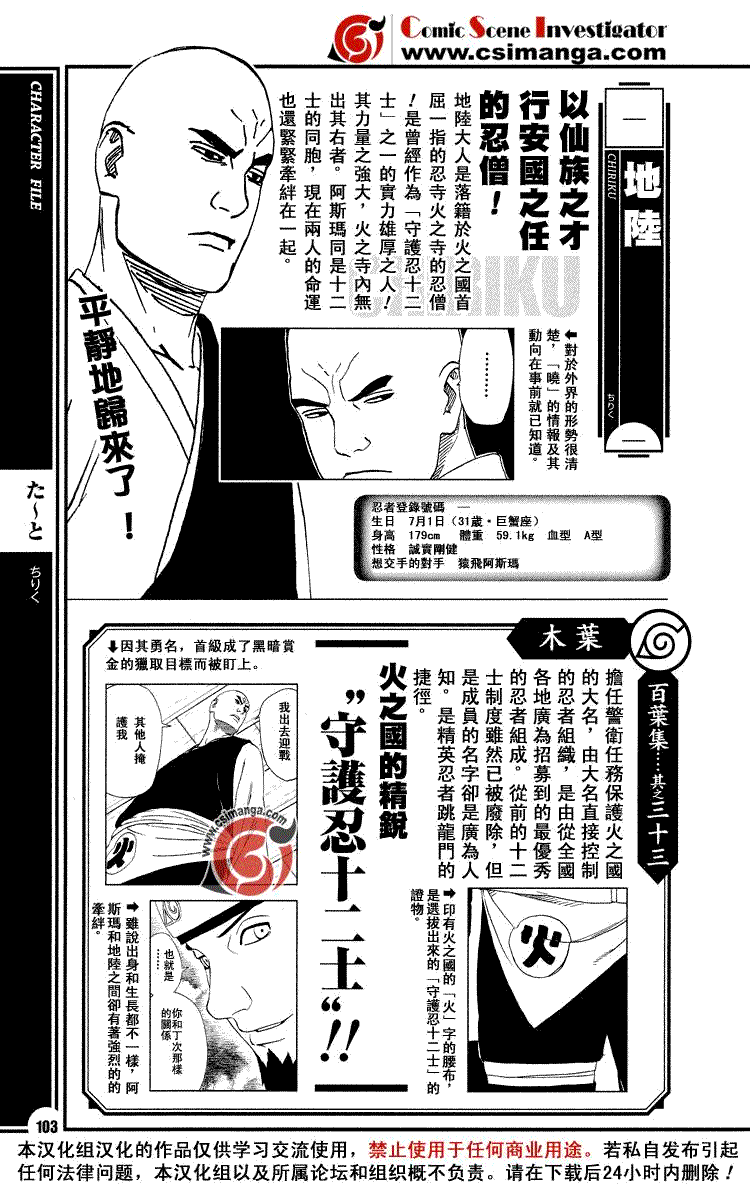 Comic Scene Investigator
www.csimanga.com
CHARACTER FILE
一
地陸
CHIRIKU
ちりく
一
以仙族之才
行安國之任
的忍僧！
地陸大人是落籍於火之國首
屈一指的忍寺火之寺的忍僧
！是曾經作為「守護忍十二
士」之一的實力雄厚之人！
其力量之強大，火之寺內無
出其右者。阿斯瑪同是十二
士的同胞，現在兩人的命運
也還緊緊牽絆在一起。
CHIRIKU
平靜地歸來了！
………
⬅對於外界的形勢很清
楚，「曉」的情報及其
動向在事前就已知道。
忍者登錄號碼　—
生日　7月1日（31歲・巨蟹座）
身高　179cm　體重　59.1kg　血型　A型
性格　誠實剛健
想交手的對手　猿飛阿斯瑪
た～と
ちりく
木葉
百葉集……其之三十三
擔任警衛任務保護火之國
的大名，由大名直接控制
的忍者組織，是由從全國
各地廣為招募到的最優秀
的忍者組成。從前的十二
士制度雖然已被廢除，但
是成員的名字卻是廣為人
知。是精英忍者跳龍門的
捷徑。
火之國的精銳
"守護忍十二士"!!
⬇因其勇名，首級成了黑暗賞
金的獵取目標而被盯上。
我出去迎戰
其他人掩
護我
火
www.csimanga.com
➡印有火之國的「火」字的腰布，
是選拔出來的「守護忍十二士」的
證物。
火
也就是
……
你和丁次那樣
的關係
➡雖說出身和生長都不一樣，阿
斯瑪和地陸之間卻有著強烈的的
牽絆。
103
本汉化组汉化的作品仅供学习交流使用，禁止使用于任何商业用途。若私自发布引起
任何法律问题，本汉化组以及所属论坛和组织概不负责。请在下载后24小时内删除！